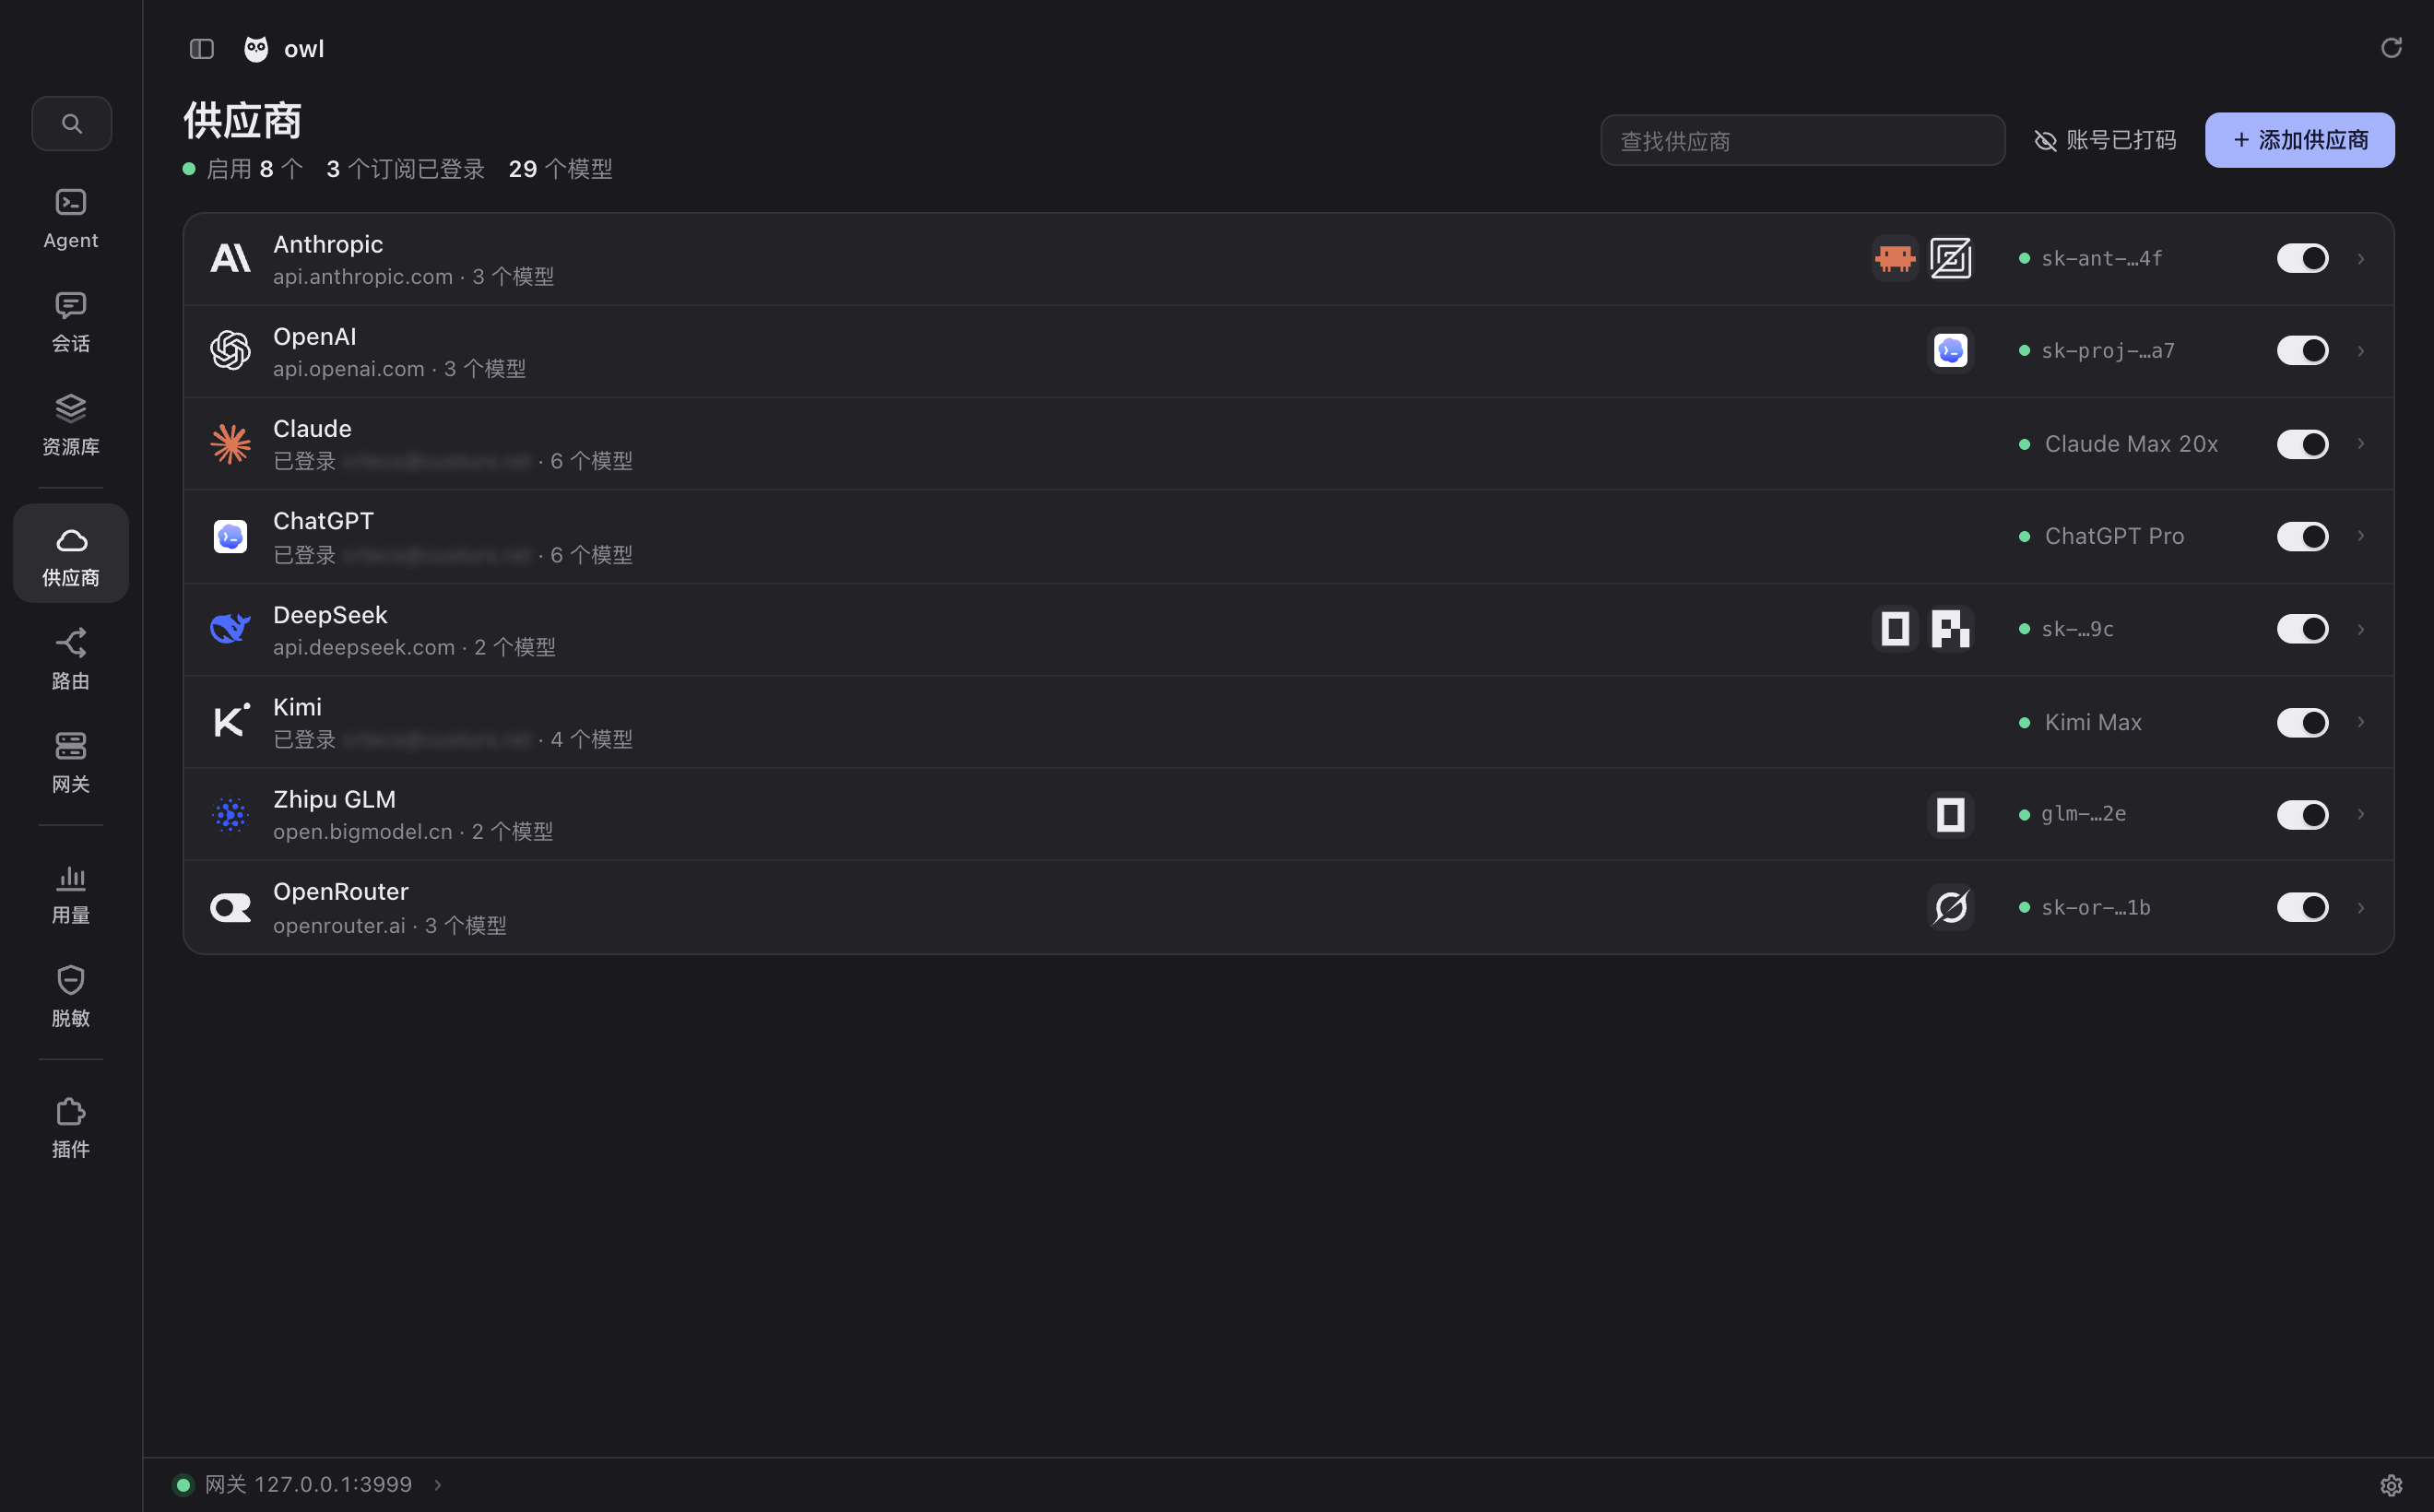 owl
供应商
启用 8 个 3 个订阅已登录 29 个模型
查找供应商
账号已打码
+ 添加供应商
Agent
会话
资源库
供应商
路由
网关
用量
脱敏
插件
Anthropic
api.anthropic.com · 3 个模型
sk-ant-…4f
OpenAI
api.openai.com · 3 个模型
sk-proj-…a7
Claude
已登录 · 6 个模型
Claude Max 20x
ChatGPT
已登录 · 6 个模型
ChatGPT Pro
DeepSeek
api.deepseek.com · 2 个模型
sk-…9c
Kimi
已登录 · 4 个模型
Kimi Max
Zhipu GLM
open.bigmodel.cn · 2 个模型
glm-…2e
OpenRouter
openrouter.ai · 3 个模型
sk-or-…1b
网关 127.0.0.1:3999